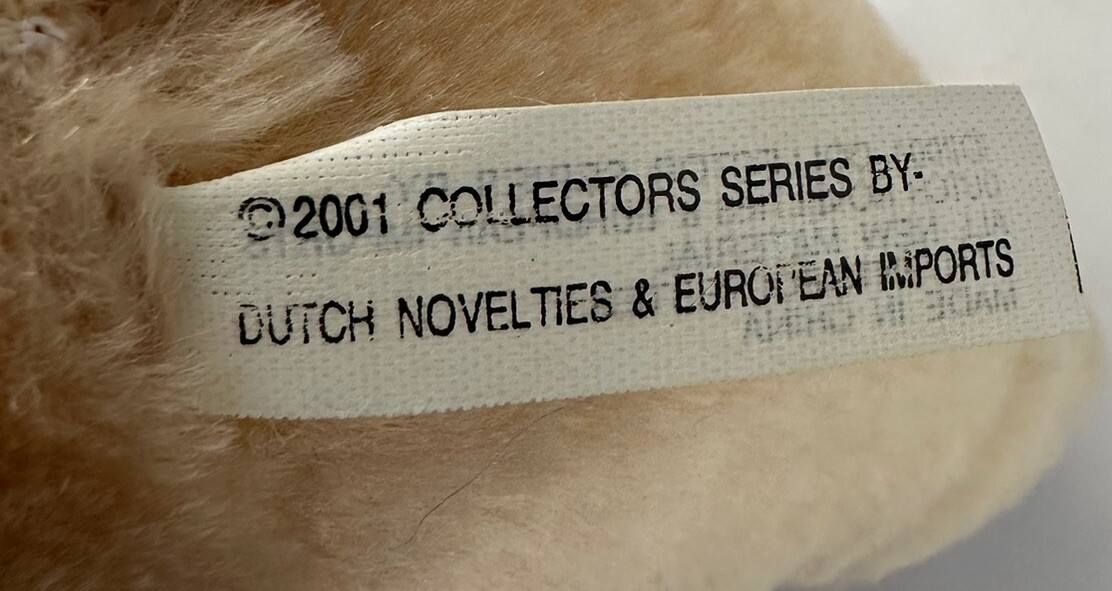 ©2001 COLLECTORS SERIES BY-
DUTCH NOVELTIES & EUROPEAN IMPORTS